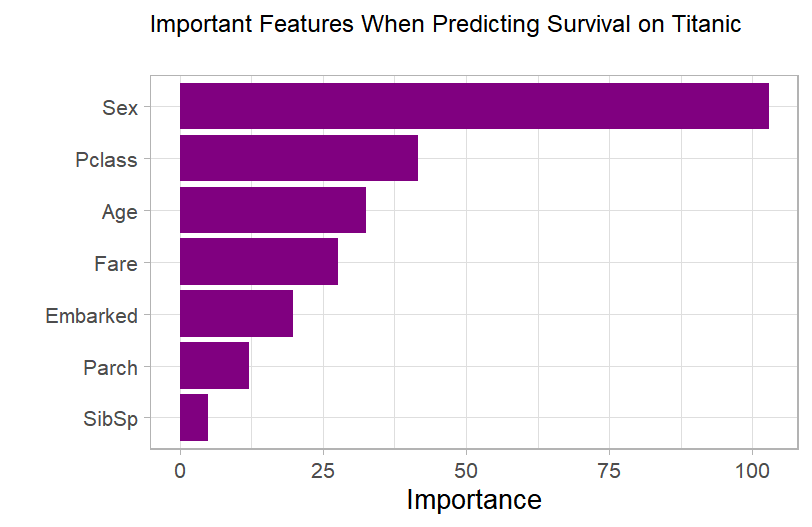 Important Features When Predicting Survival on Titanic
Sex
Pclass
Age
Fare
Embarked
Parch
SibSp
0 25 50 75 100
Importance